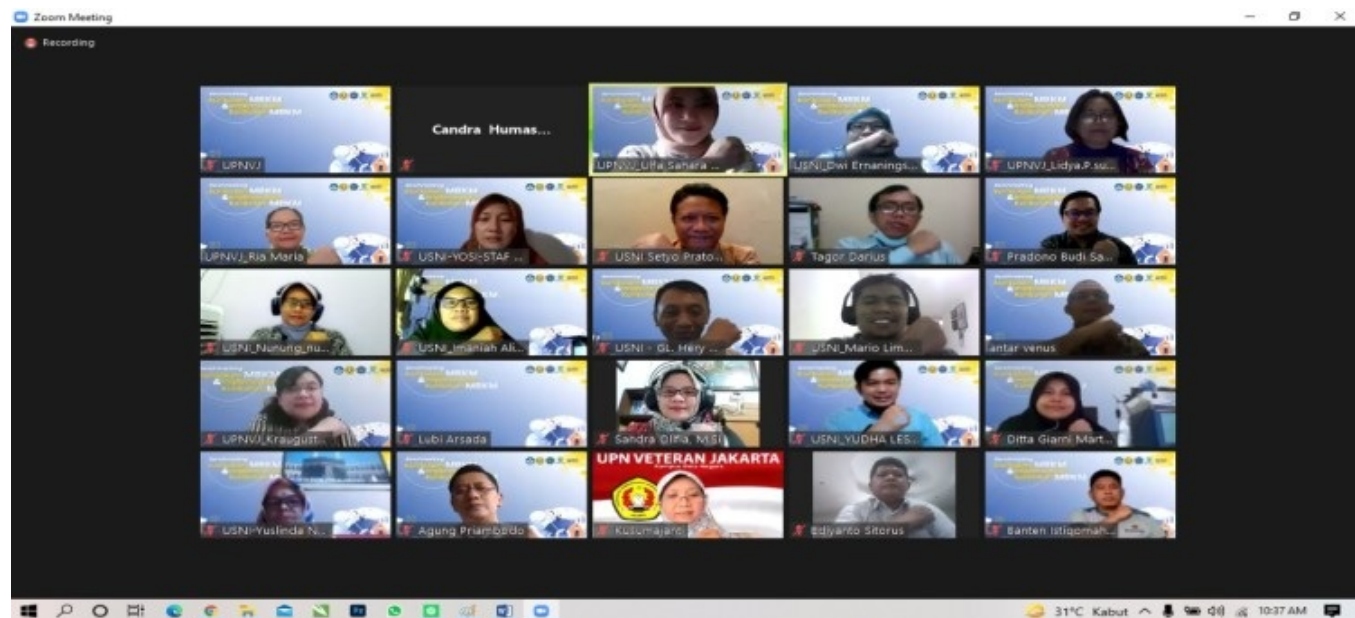 Zoom Meeting
Recording
UPNVJ
Candra Humas...
UPNVJ_Ulfa Sahara ...
USNI_Dwi Ernanings...
UPNVJ_Lidya.P.su...
UPNVJ_Ria Maria
USNI-YOSI-STAF ...
USNI Setyo Prato...
Tagor Darius
Pradono Budi Sa...
USNI_Nunung_nu...
USNI_Imaniah Ali...
USNI - GL. Hery ...
USNI_Mario Lim...
antar venus
UPNVJ_Kraugust...
Lubi Arsada
Sandra Olfia, M.Si
USNI_YUDHA LES...
Ditta Giarni Mart...
UPN VETERAN JAKARTA
USNI-Yuslinda N...
Agung Priambodo
Kusumajanti
Ediyanto Sitorus
Banten Istiqomah...
31°C Kabut
10:37 AM